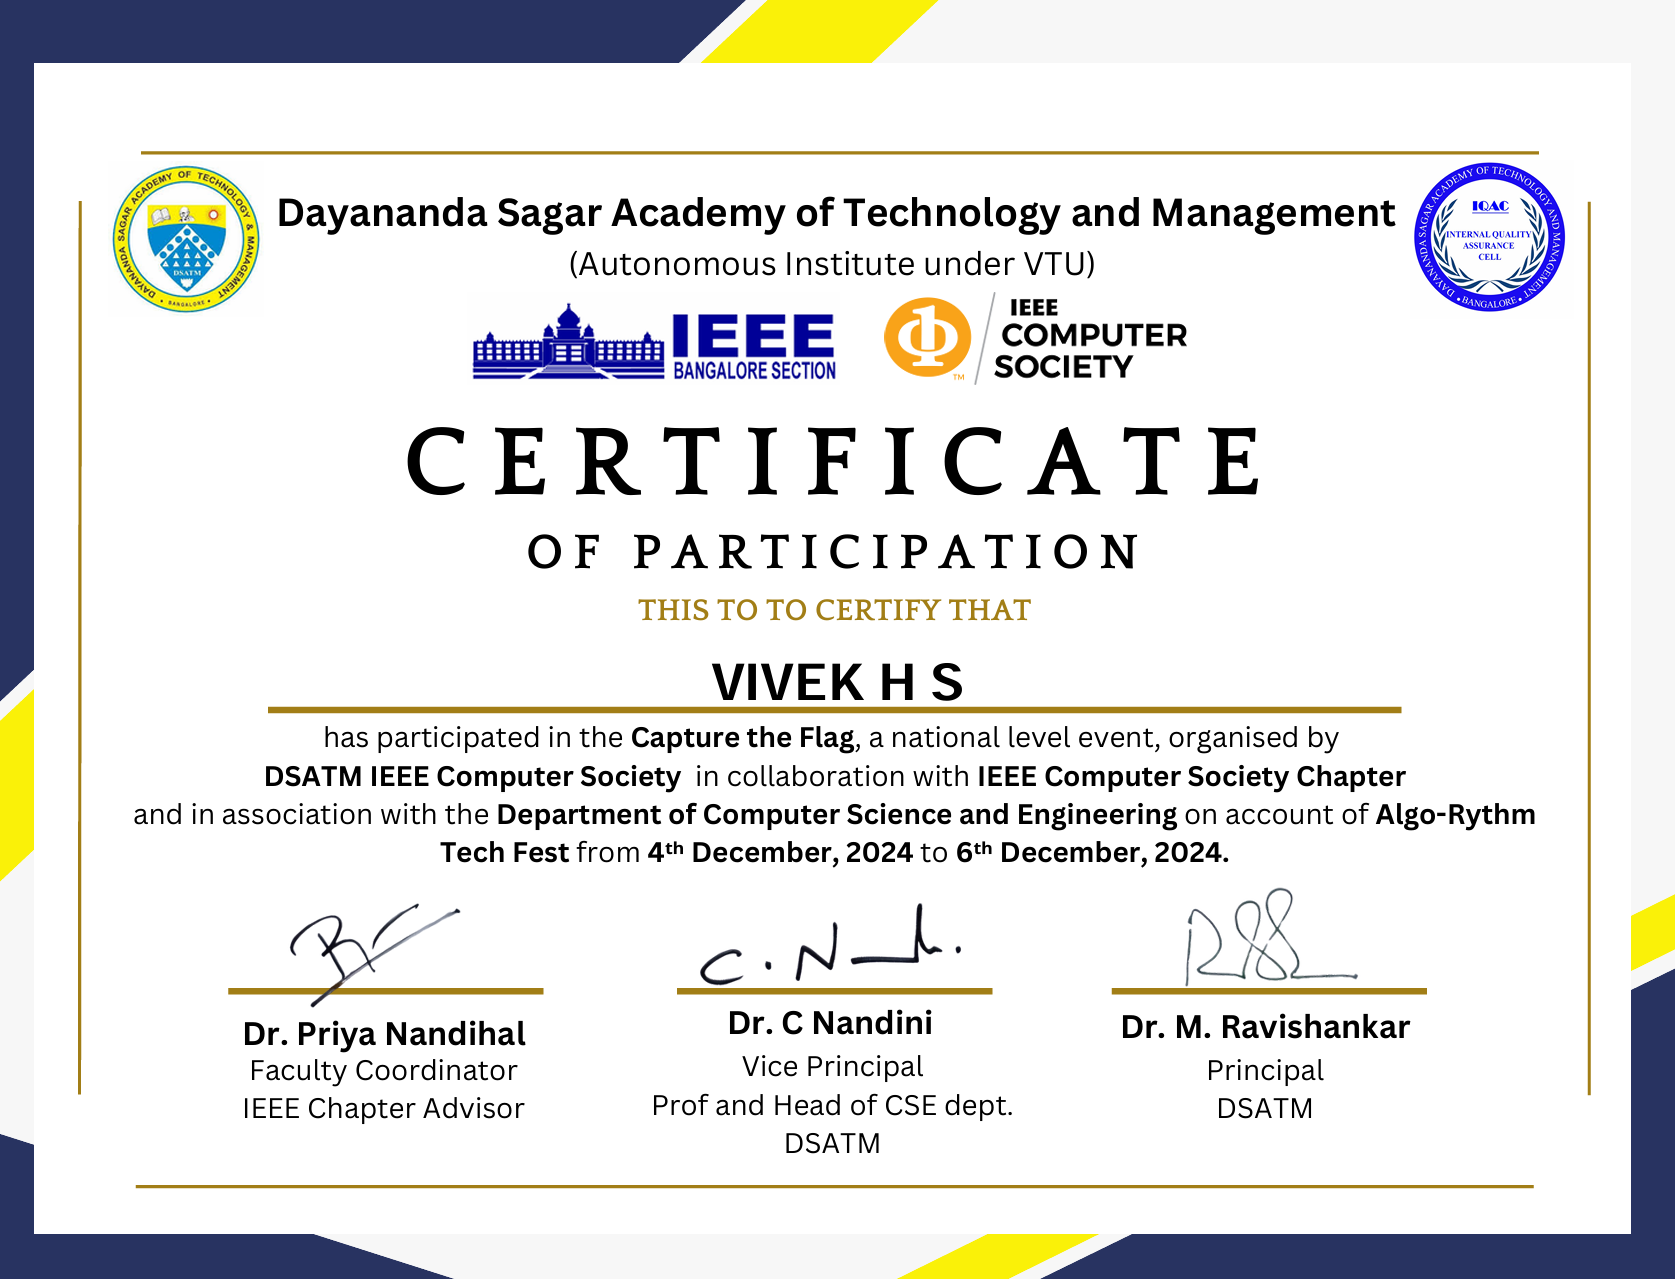 DAYANANDA SAGAR ACADEMY OF TECHNOLOGY & MANAGEMENT
DSATM
• BANGALORE •
Dayananda Sagar Academy of Technology and Management
(Autonomous Institute under VTU)
DAYANANDA SAGAR ACADEMY OF TECHNOLOGY AND MANAGEMENT
IQAC
INTERNAL QUALITY
ASSURANCE
CELL
• BANGALORE •
IEEE
BANGALORE SECTION
TM
IEEE
COMPUTER
SOCIETY
CERTIFICATE
OF PARTICIPATION
THIS TO TO CERTIFY THAT
VIVEK H S
has participated in the Capture the Flag, a national level event, organised by
DSATM IEEE Computer Society in collaboration with IEEE Computer Society Chapter
and in association with the Department of Computer Science and Engineering on account of Algo-Rythm
Tech Fest from 4th December, 2024 to 6th December, 2024.
Dr. Priya Nandihal
Faculty Coordinator
IEEE Chapter Advisor
Dr. C Nandini
Vice Principal
Prof and Head of CSE dept.
DSATM
Dr. M. Ravishankar
Principal
DSATM